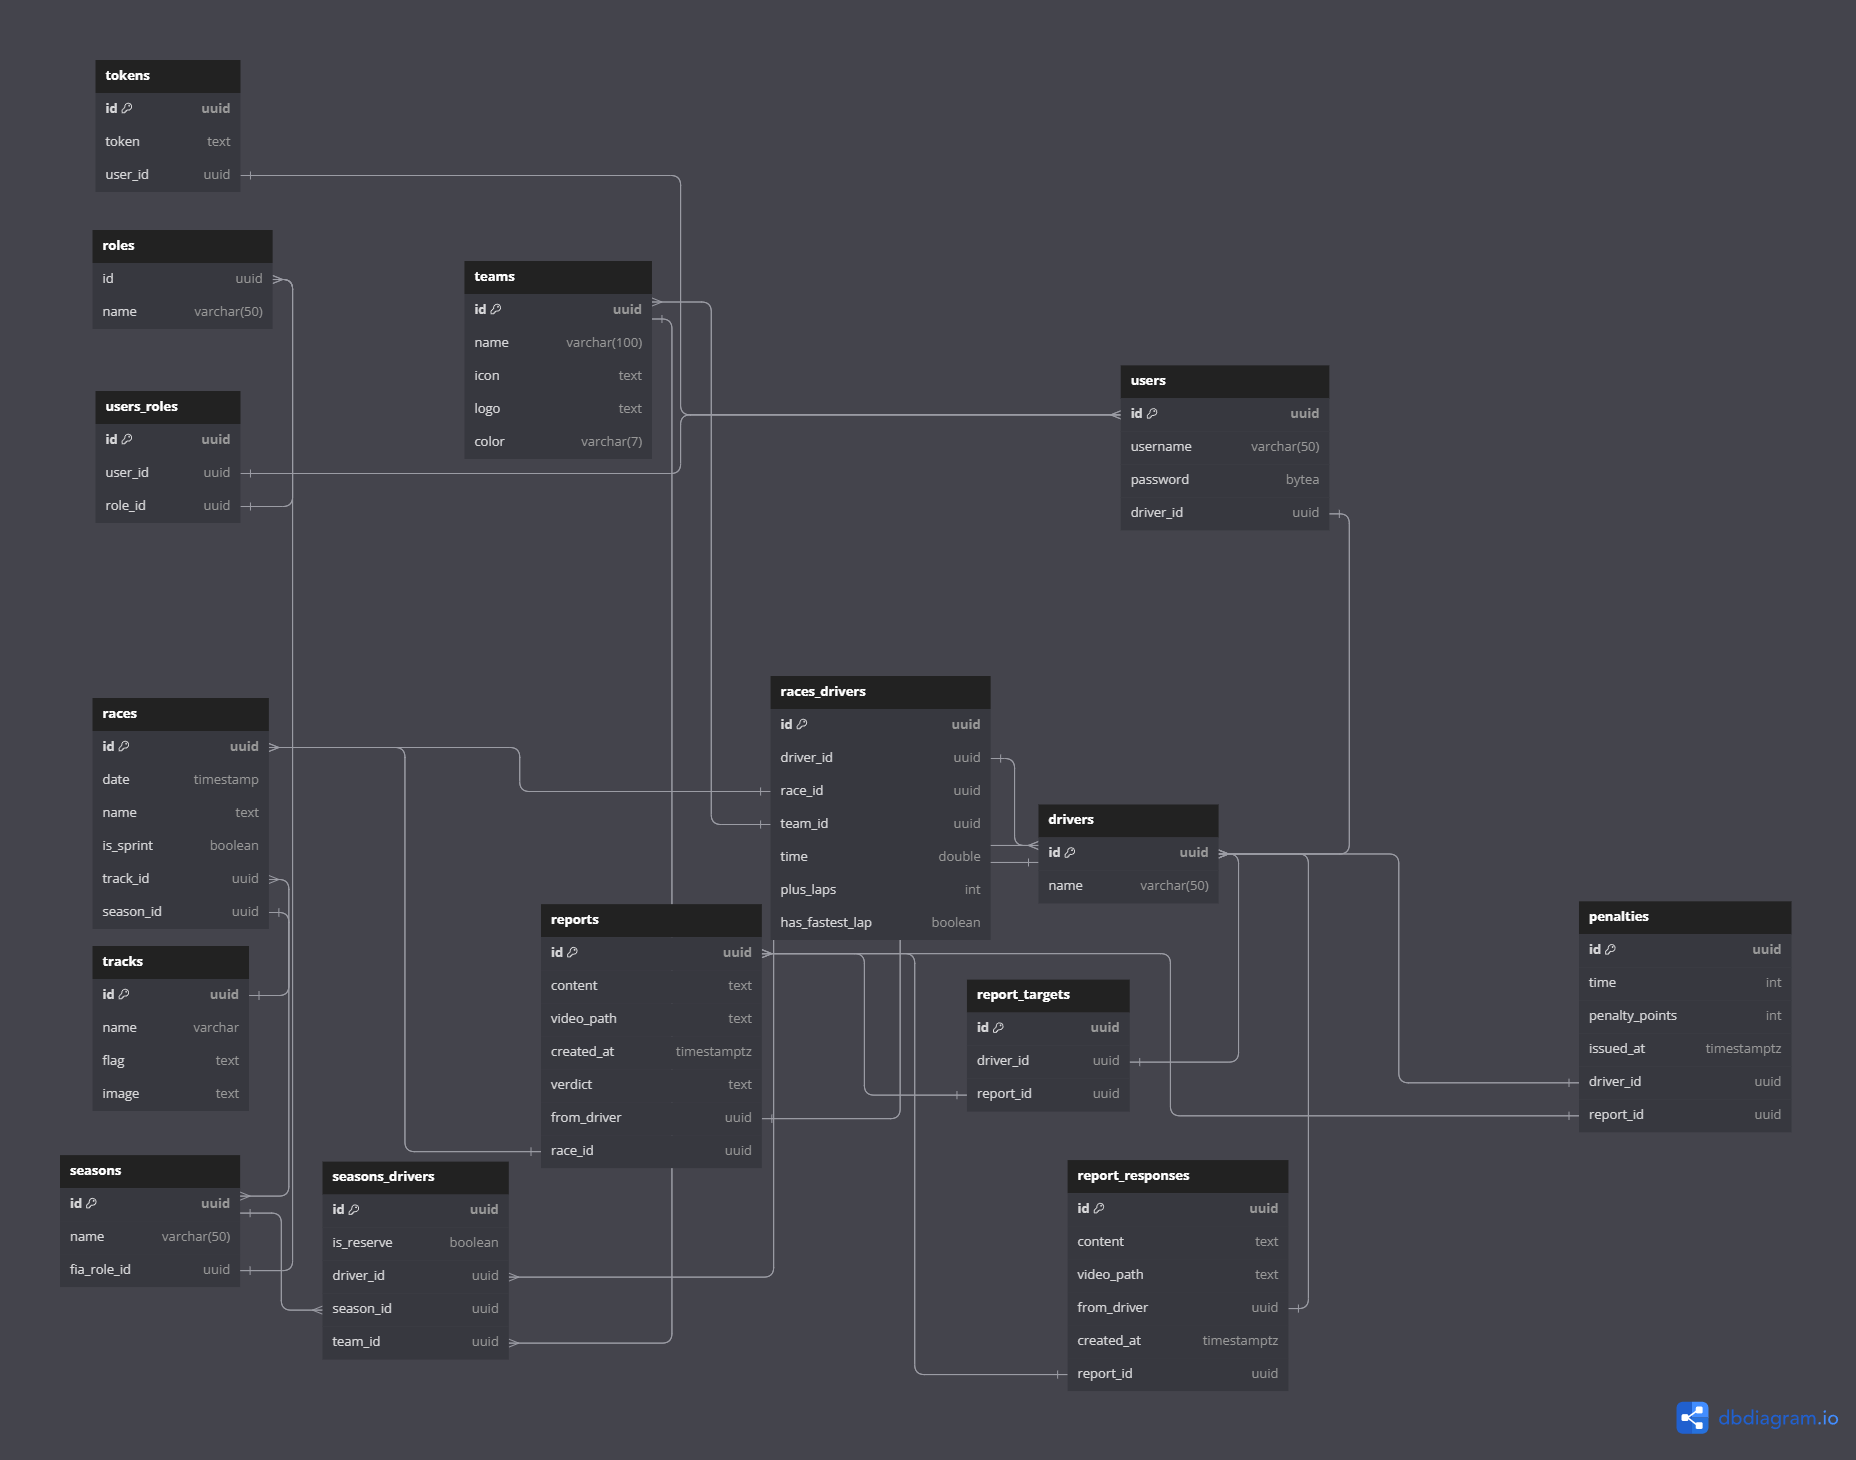 tokens
id uuid
token text
user_id uuid
roles
id uuid
name varchar(50)
teams
id uuid
name varchar(100)
icon text
logo text
color varchar(7)
users
id uuid
username varchar(50)
password bytea
driver_id uuid
users_roles
id uuid
user_id uuid
role_id uuid
races
id uuid
date timestamp
name text
is_sprint boolean
track_id uuid
season_id uuid
races_drivers
id uuid
driver_id uuid
race_id uuid
team_id uuid
time double
plus_laps int
has_fastest_lap boolean
drivers
id uuid
name varchar(50)
reports
id uuid
content text
video_path text
created_at timestamptz
verdict text
from_driver uuid
race_id uuid
penalties
id uuid
time int
penalty_points int
issued_at timestamptz
driver_id uuid
report_id uuid
tracks
id uuid
name varchar
flag text
image text
report_targets
id uuid
driver_id uuid
report_id uuid
seasons
id uuid
name varchar(50)
fia_role_id uuid
seasons_drivers
id uuid
is_reserve boolean
driver_id uuid
season_id uuid
team_id uuid
report_responses
id uuid
content text
video_path text
from_driver uuid
created_at timestamptz
report_id uuid
dbdiagram.io